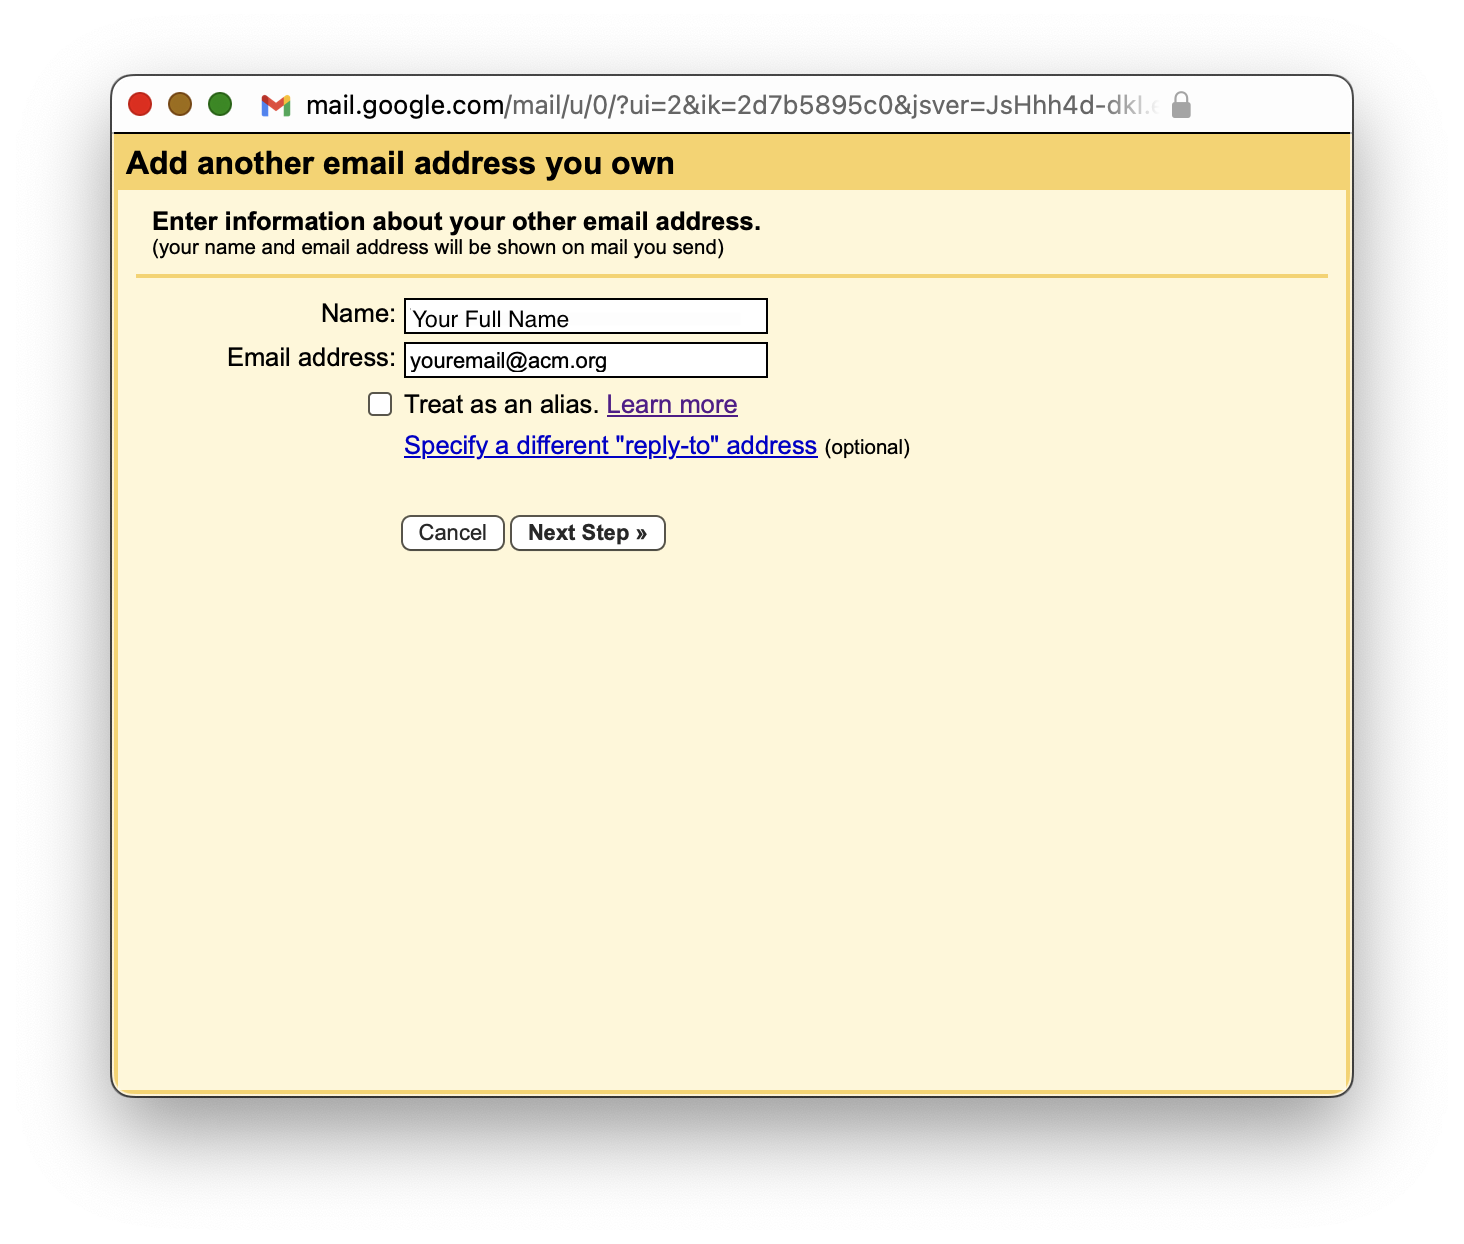 mail.google.com/mail/u/0/?ui=2&ik=2d7b5895c0&jsver=JsHhh4d-dkl.
Add another email address you own
Enter information about your other email address.
(your name and email address will be shown on mail you send)
Name: Your Full Name
Email address: youremail@acm.org
Treat as an alias. Learn more
Specify a different "reply-to" address (optional)
Cancel Next Step »